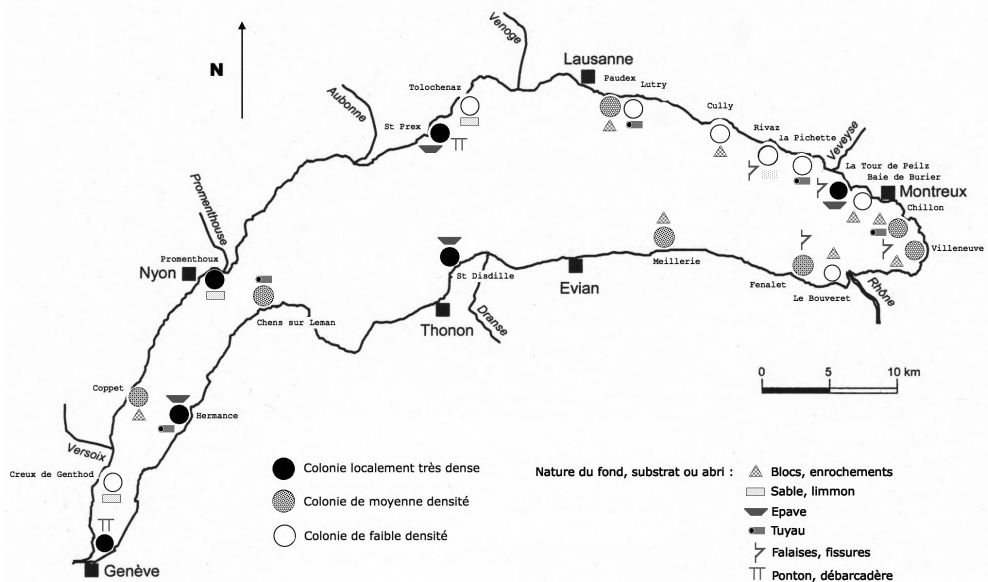 N
Venoge
Lausanne
Paudex
Lutry
Tolochenaz
Aubonne
St Prex
Cully
Rivaz
la Pichette
Veveyse
La Tour de Peilz
Baie de Burier
Montreux
Chillon
Villeneuve
Promenthouse
Promenthoux
Nyon
St Disdille
Meillerie
Evian
Fenalet
Le Bouveret
Rhône
Chens sur Leman
Thonon
Dranse
0 5 10 km
Coppet
Hermance
Versoix
Creux de Genthod
Genève
Colonie localement très dense
Colonie de moyenne densité
Colonie de faible densité
Nature du fond, substrat ou abri :
Blocs, enrochements
Sable, limmon
Epave
Tuyau
Falaises, fissures
Ponton, débarcadère